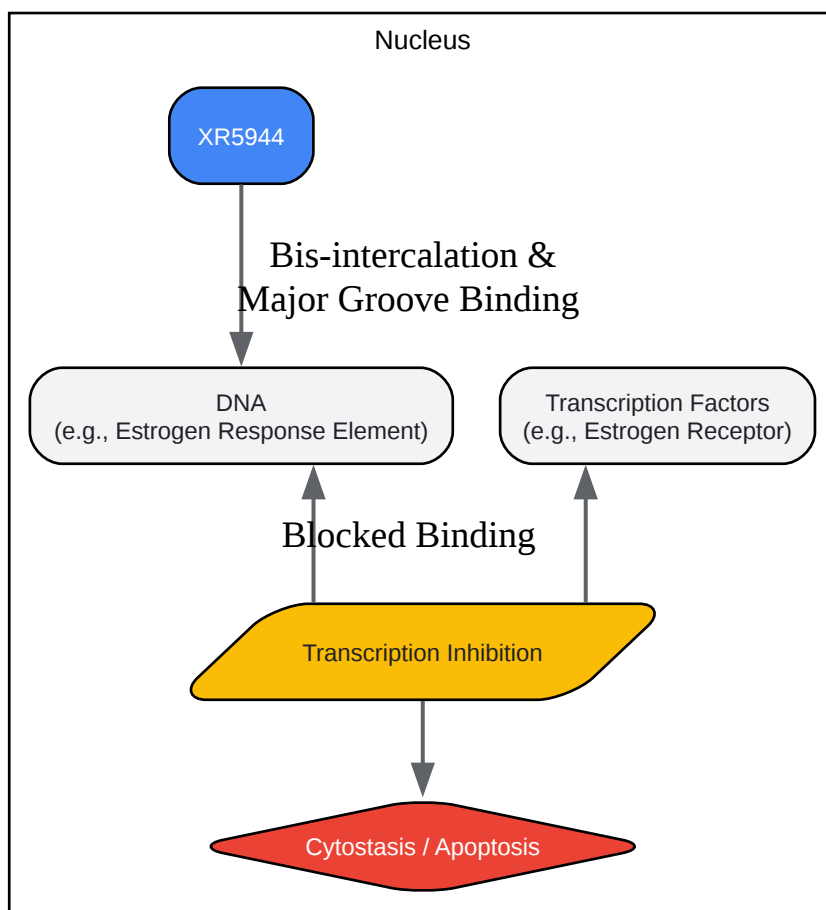 Nucleus
XR5944
Bis-intercalation &
Major Groove Binding
DNA
(e.g., Estrogen Response Element)
Transcription Factors
(e.g., Estrogen Receptor)
Blocked Binding
Transcription Inhibition
Cytostasis / Apoptosis